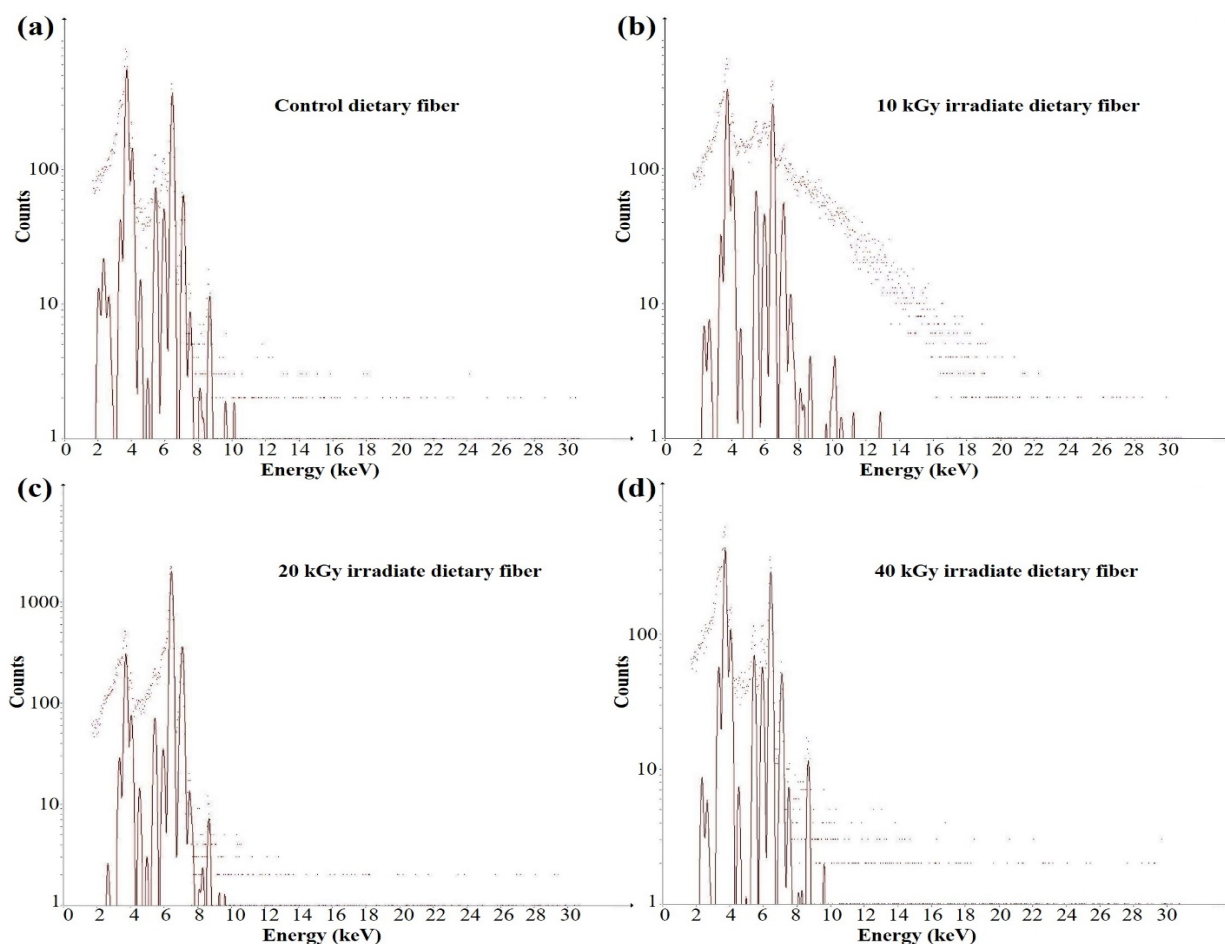 (a)
Control dietary fiber
Counts
100
10
1
0 2 4 6 8 10 12 14 16 18 20 22 24 26 28 30
Energy (keV)
(b)
10 kGy irradiate dietary fiber
Counts
100
10
1
0 2 4 6 8 10 12 14 16 18 20 22 24 26 28 30
Energy (keV)
(c)
20 kGy irradiate dietary fiber
Counts
1000
100
10
1
0 2 4 6 8 10 12 14 16 18 20 22 24 26 28 30
Energy (keV)
(d)
40 kGy irradiate dietary fiber
Counts
100
10
1
0 2 4 6 8 10 12 14 16 18 20 22 24 26 28 30
Energy (keV)